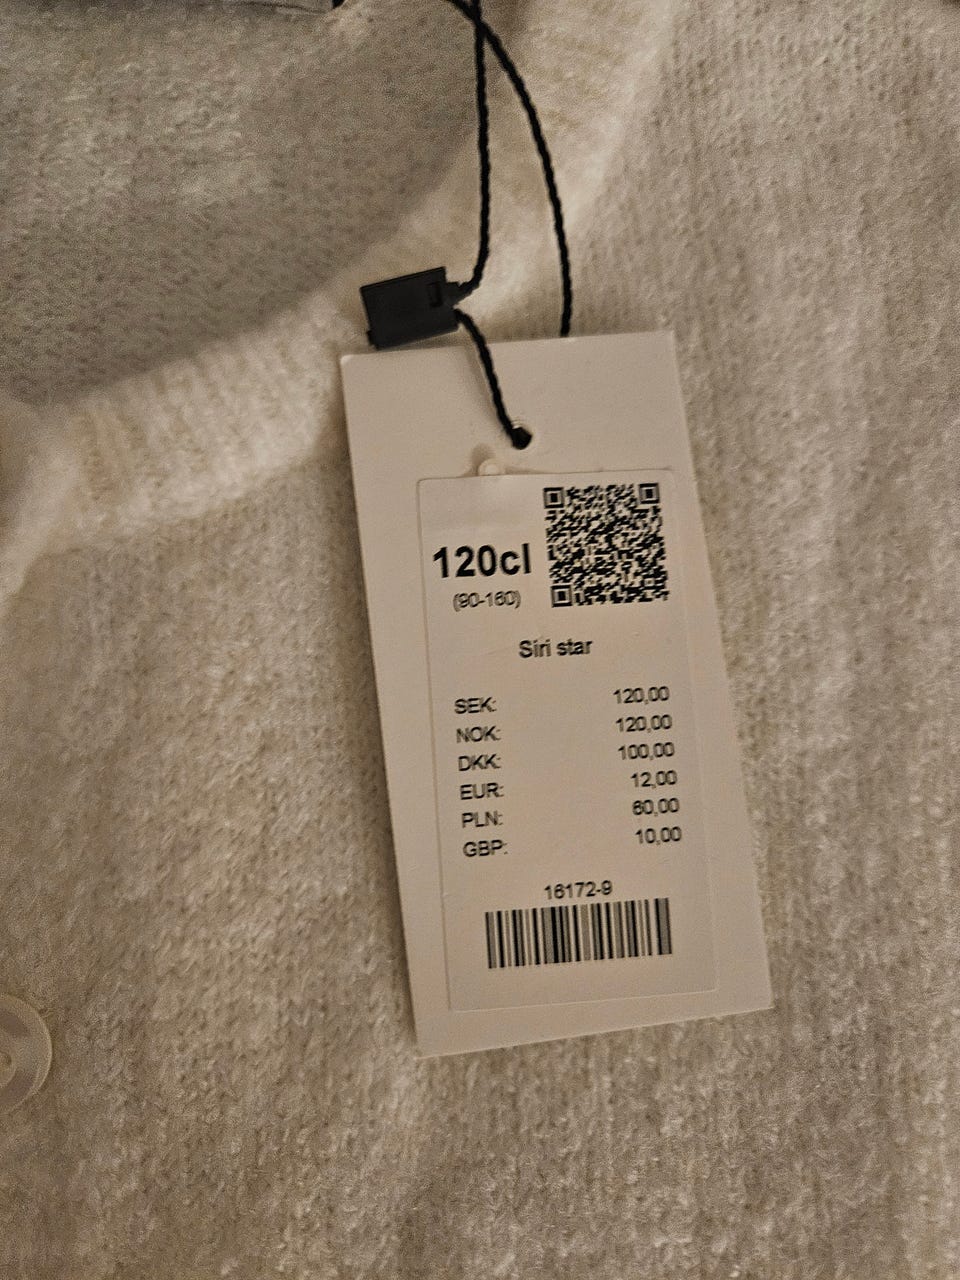 120cl
(90-160)
Siri star
SEK: 120,00
NOK: 120,00
DKK: 100,00
EUR: 12,00
PLN: 60,00
GBP: 10,00
16172-9